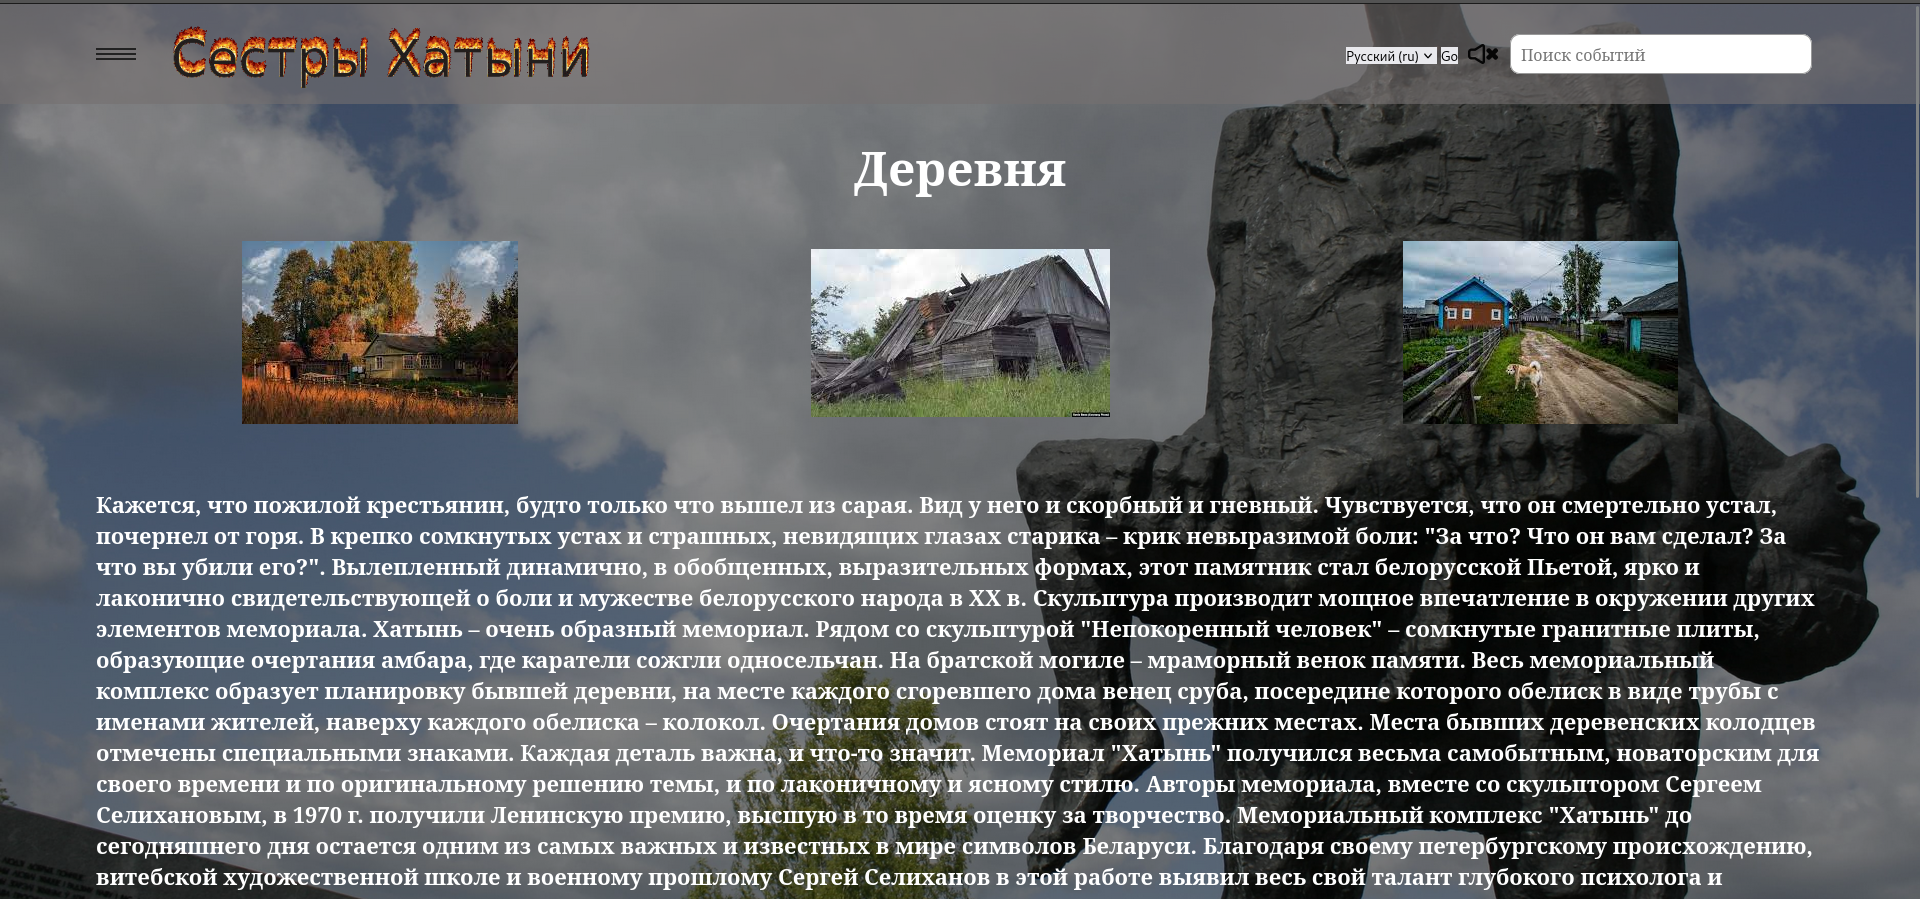 Сестры Хатыни
Русский (ru)
Go
Поиск событий
Деревня
Кажется, что пожилой крестьянин, будто только что вышел из сарая. Вид у него и скорбный и гневный. Чувствуется, что он смертельно устал,
почернел от горя. В крепко сомкнутых устах и страшных, невидящих глазах старика – крик невыразимой боли: "За что? Что он вам сделал? За
что вы убили его?". Вылепленный динамично, в обобщенных, выразительных формах, этот памятник стал белорусской Пьетой, ярко и
лаконично свидетельствующей о боли и мужестве белорусского народа в XX в. Скульптура производит мощное впечатление в окружении других
элементов мемориала. Хатынь – очень образный мемориал. Рядом со скульптурой "Непокоренный человек" – сомкнутые гранитные плиты,
образующие очертания амбара, где каратели сожгли односельчан. На братской могиле – мраморный венок памяти. Весь мемориальный
комплекс образует планировку бывшей деревни, на месте каждого сгоревшего дома венец сруба, посередине которого обелиск в виде трубы с
именами жителей, наверху каждого обелиска – колокол. Очертания домов стоят на своих прежних местах. Места бывших деревенских колодцев
отмечены специальными знаками. Каждая деталь важна, и что-то значит. Мемориал "Хатынь" получился весьма самобытным, новаторским для
своего времени и по оригинальному решению темы, и по лаконичному и ясному стилю. Авторы мемориала, вместе со скульптором Сергеем
Селихановым, в 1970 г. получили Ленинскую премию, высшую в то время оценку за творчество. Мемориальный комплекс "Хатынь" до
сегодняшнего дня остается одним из самых важных и известных в мире символов Беларуси. Благодаря своему петербургскому происхождению,
витебской художественной школе и военному прошлому Сергей Селиханов в этой работе выявил весь свой талант глубокого психолога и